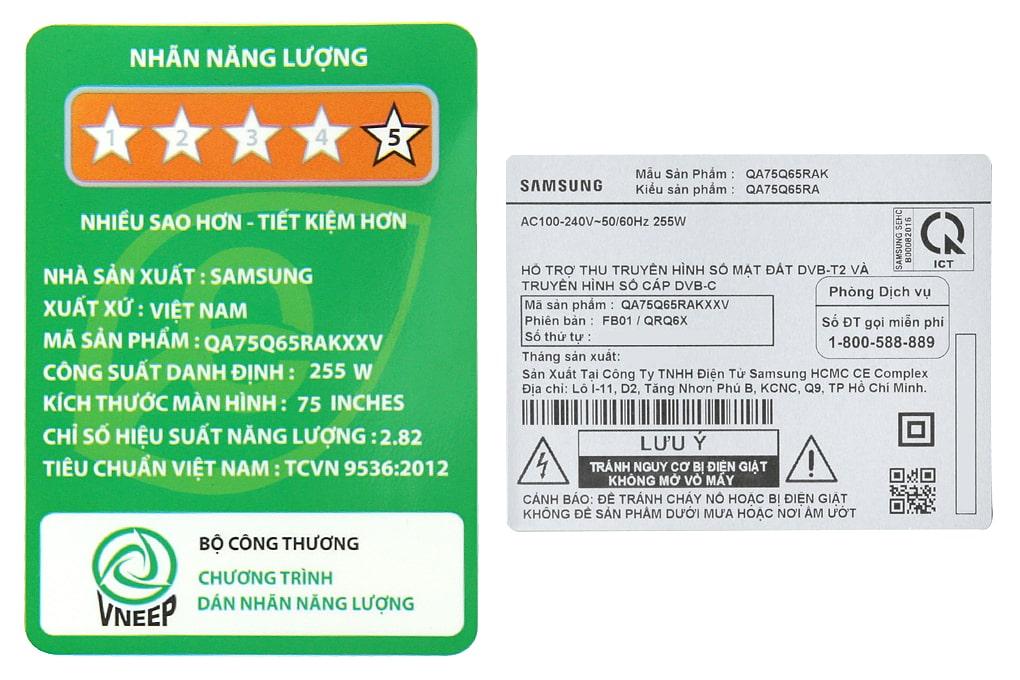 NHÃN NĂNG LƯỢNG
1 2 3 4 5
NHIỀU SAO HƠN - TIẾT KIỆM HƠN
NHÀ SẢN XUẤT : SAMSUNG
XUẤT XỨ : VIỆT NAM
MÃ SẢN PHẨM : QA75Q65RAKXXV
CÔNG SUẤT DANH ĐỊNH : 255 W
KÍCH THƯỚC MÀN HÌNH : 75 INCHES
CHỈ SỐ HIỆU SUẤT NĂNG LƯỢNG : 2.82
TIÊU CHUẨN VIỆT NAM : TCVN 9536:2012
VNEEP
BỘ CÔNG THƯƠNG
CHƯƠNG TRÌNH
DÁN NHÃN NĂNG LƯỢNG
SAMSUNG
Mẫu Sản Phẩm : QA75Q65RAK
Kiểu sản phẩm : QA75Q65RA
AC100-240V~50/60Hz 255W
SAMSUNG SEHC
B00082016
ICT
HỖ TRỢ THU TRUYỀN HÌNH SỐ MẶT ĐẤT DVB-T2 VÀ
TRUYỀN HÌNH SỐ CÁP DVB-C
Mã sản phẩm : QA75Q65RAKXXV
Phiên bản : FB01 / QRQ6X
Số thứ tự :
Phòng Dịch vụ
Số ĐT gọi miễn phí
1-800-588-889
Tháng sản xuất:
Sản Xuất Tại Công Ty TNHH Điện Tử Samsung HCMC CE Complex
Địa chỉ: Lô I-11, D2, Tăng Nhơn Phú B, KCNC, Q9, TP Hồ Chí Minh.
LƯU Ý
TRÁNH NGUY CƠ BỊ ĐIỆN GIẬT
KHÔNG MỞ VỎ MÁY
CẢNH BÁO: ĐỂ TRÁNH CHÁY NỔ HOẶC BỊ ĐIỆN GIẬT
KHÔNG ĐỂ SẢN PHẨM DƯỚI MƯA HOẶC NƠI ẨM ƯỚT